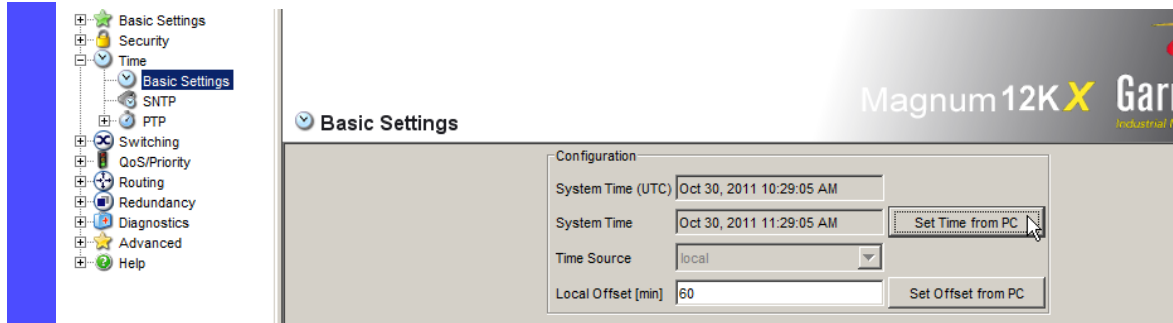 Basic Settings
Security
Time
Basic Settings
SNTP
PTP
Switching
QoS/Priority
Routing
Redundancy
Diagnostics
Advanced
Help
Magnum 12K X
Basic Settings
Configuration
System Time (UTC) Oct 30, 2011 10:29:05 AM
System Time Oct 30, 2011 11:29:05 AM Set Time from PC
Time Source local
Local Offset [min] 60 Set Offset from PC